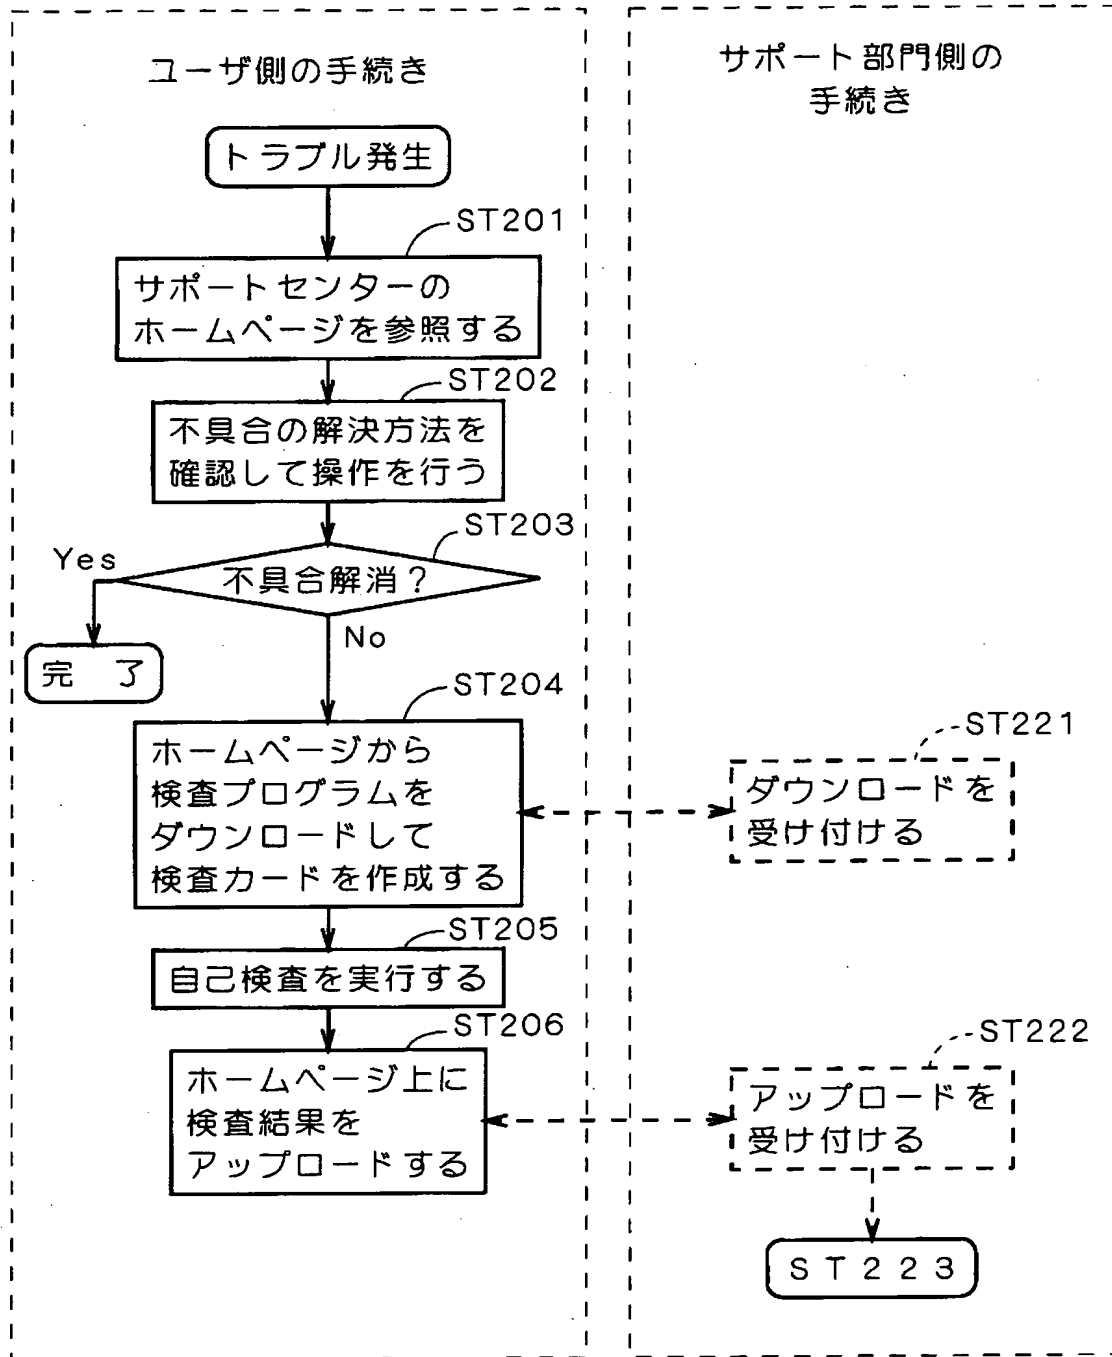 ユーザ側の手続き
トラブル発生
ST201
サポートセンターの
ホームページを参照する
ST202
不具合の解決方法を
確認して操作を行う
ST203
不具合解消？
Yes
完　了
No
ST204
ホームページから
検査プログラムを
ダウンロードして
検査カードを作成する
ST205
自己検査を実行する
ST206
ホームページ上に
検査結果を
アップロードする
サポート部門側の
手続き
ST221
ダウンロードを
受け付ける
ST222
アップロードを
受け付ける
ＳＴ２２３